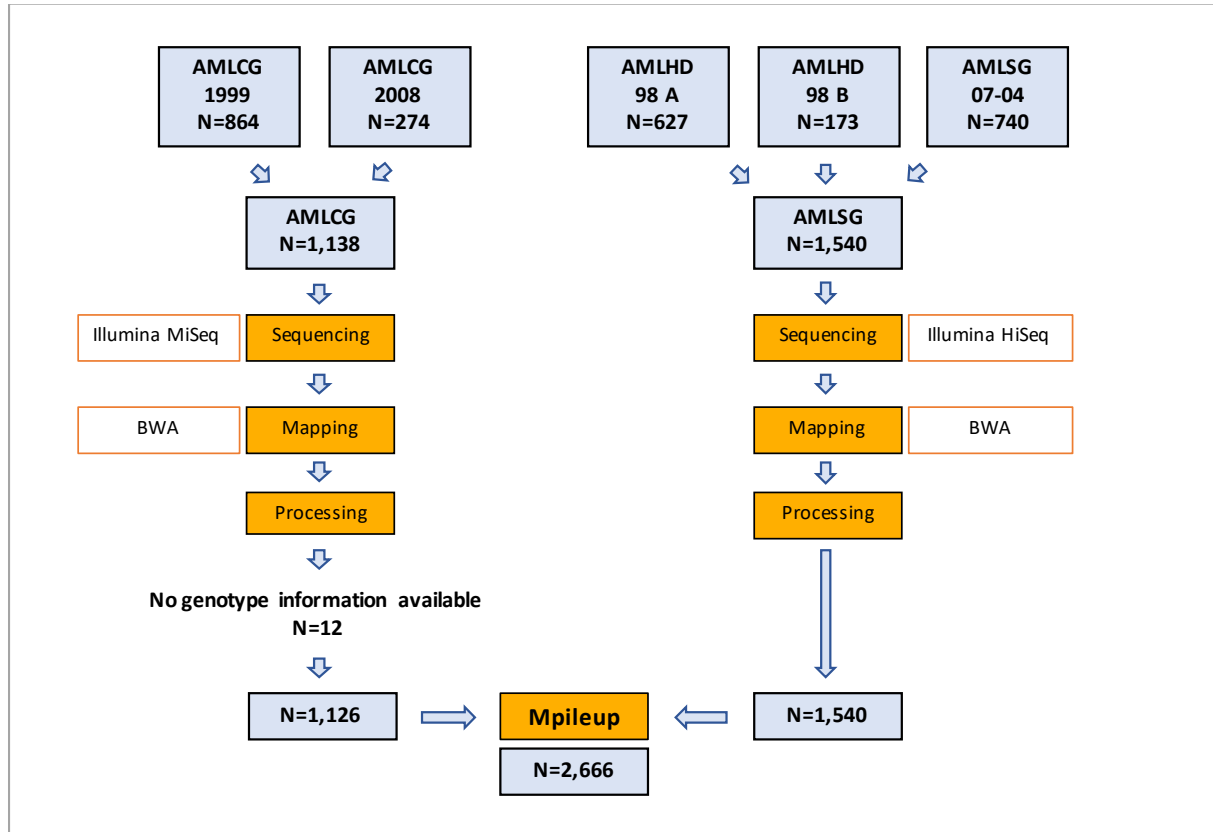 AMLCG
1999
N=864
AMLCG
2008
N=274
AMLHD
98 A
N=627
AMLHD
98 B
N=173
AMLSG
07-04
N=740
AMLCG
N=1,138
AMLSG
N=1,540
Illumina MiSeq
Sequencing
Sequencing
Illumina HiSeq
BWA
Mapping
Mapping
BWA
Processing
Processing
No genotype information available
N=12
N=1,126
Mpileup
N=1,540
N=2,666